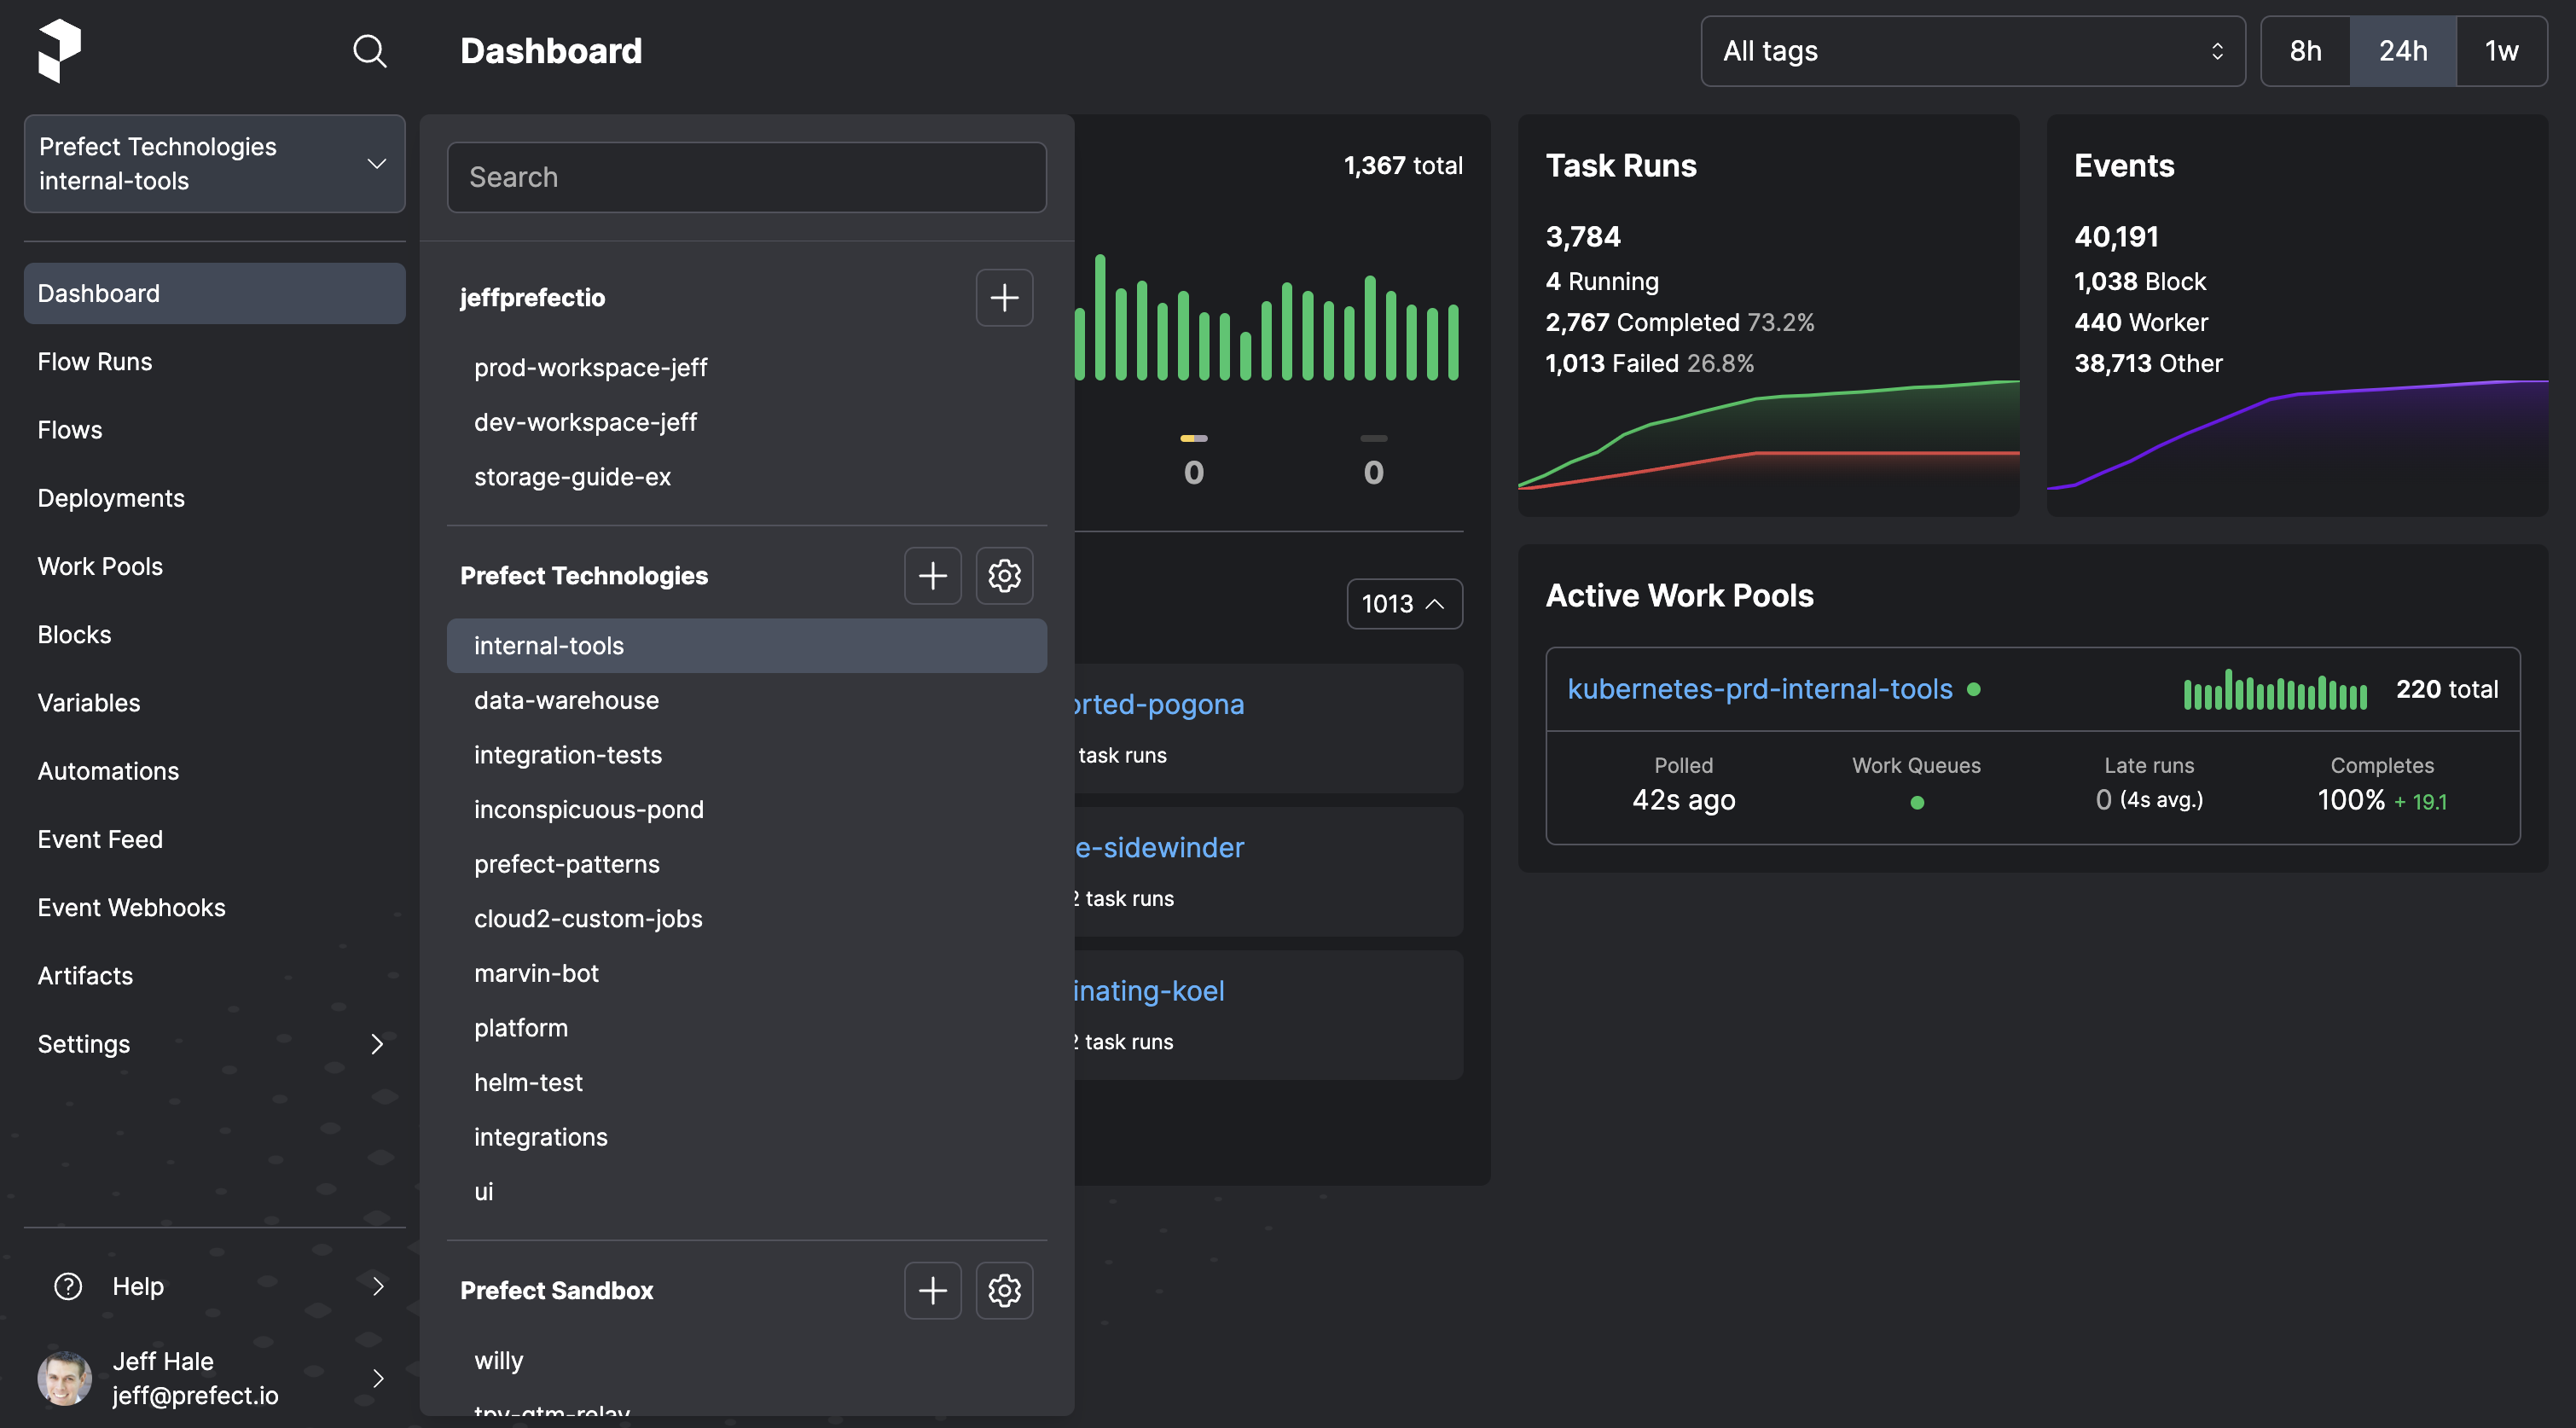 Dashboard
All tags
8h
24h
1w
Prefect Technologies
internal-tools
Dashboard
Flow Runs
Flows
Deployments
Work Pools
Blocks
Variables
Automations
Event Feed
Event Webhooks
Artifacts
Settings
Help
Jeff Hale
jeff@prefect.io
Search
jeffprefectio
prod-workspace-jeff
dev-workspace-jeff
storage-guide-ex
Prefect Technologies
internal-tools
data-warehouse
integration-tests
inconspicuous-pond
prefect-patterns
cloud2-custom-jobs
marvin-bot
platform
helm-test
integrations
ui
Prefect Sandbox
willy
1,367 total
0
0
1013
orted-pogona
task runs
e-sidewinder
2 task runs
inating-koel
2 task runs
Task Runs
3,784
4 Running
2,767 Completed 73.2%
1,013 Failed 26.8%
Events
40,191
1,038 Block
440 Worker
38,713 Other
Active Work Pools
kubernetes-prd-internal-tools
220 total
Polled
42s ago
Work Queues
Late runs
0 (4s avg.)
Completes
100% + 19.1